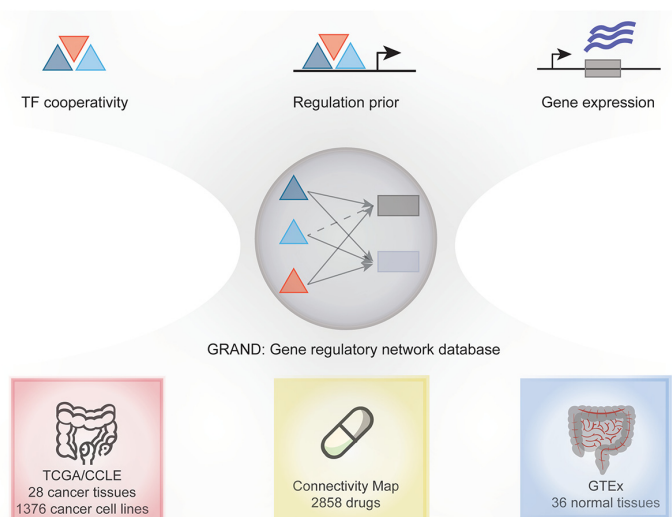 TF cooperativity
Regulation prior
Gene expression
GRAND: Gene regulatory network database
TCGA/CCLE
28 cancer tissues
1376 cancer cell lines
Connectivity Map
2858 drugs
GTEx
36 normal tissues